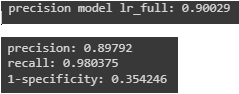 precision model lr_full: 0.90029
precision: 0.89792
recall: 0.980375
1-specificity: 0.354246